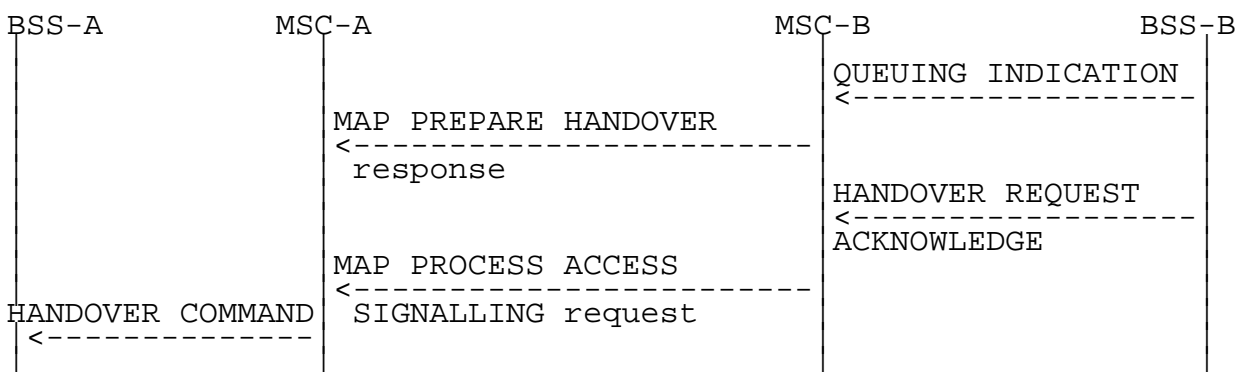 BSS-A MSC-A MSC-B BSS-B
QUEUING INDICATION
MAP PREPARE HANDOVER
response
HANDOVER REQUEST
ACKNOWLEDGE
MAP PROCESS ACCESS
HANDOVER COMMAND SIGNALLING request